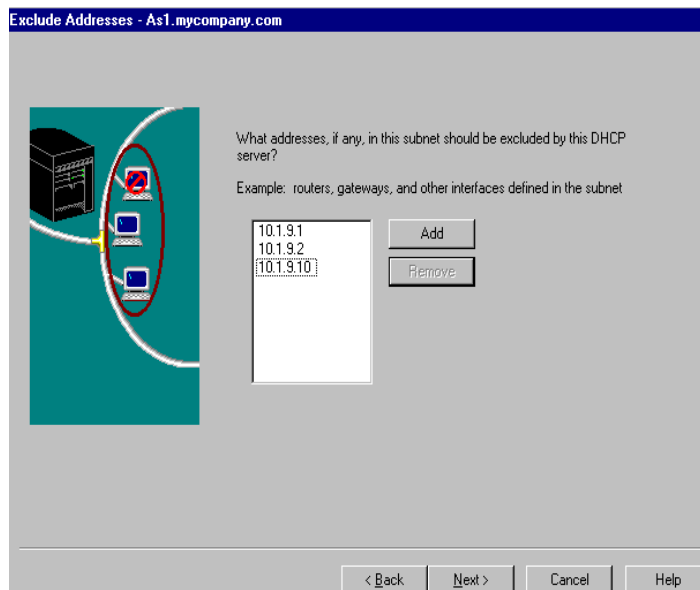 Exclude Addresses - As1.mycompany.com
What addresses, if any, in this subnet should be excluded by this DHCP
server?
Example: routers, gateways, and other interfaces defined in the subnet
10.1.9.1
10.1.9.2
10.1.9.10
Add
Remove
< Back
Next >
Cancel
Help